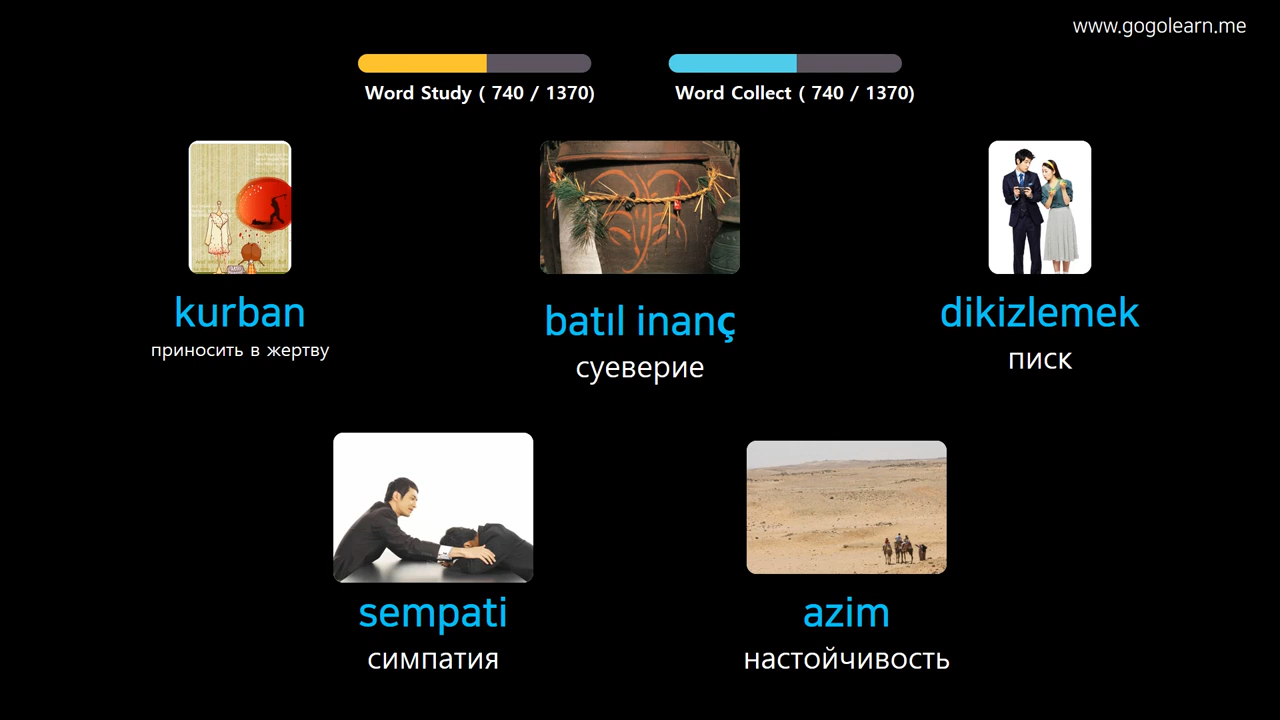 www.gogolearn.me
Word Study ( 740 / 1370)
Word Collect ( 740 / 1370)
kurban
приносить в жертву
batıl inanç
суеверие
dikizlemek
писк
sempati
симпатия
azim
настойчивость